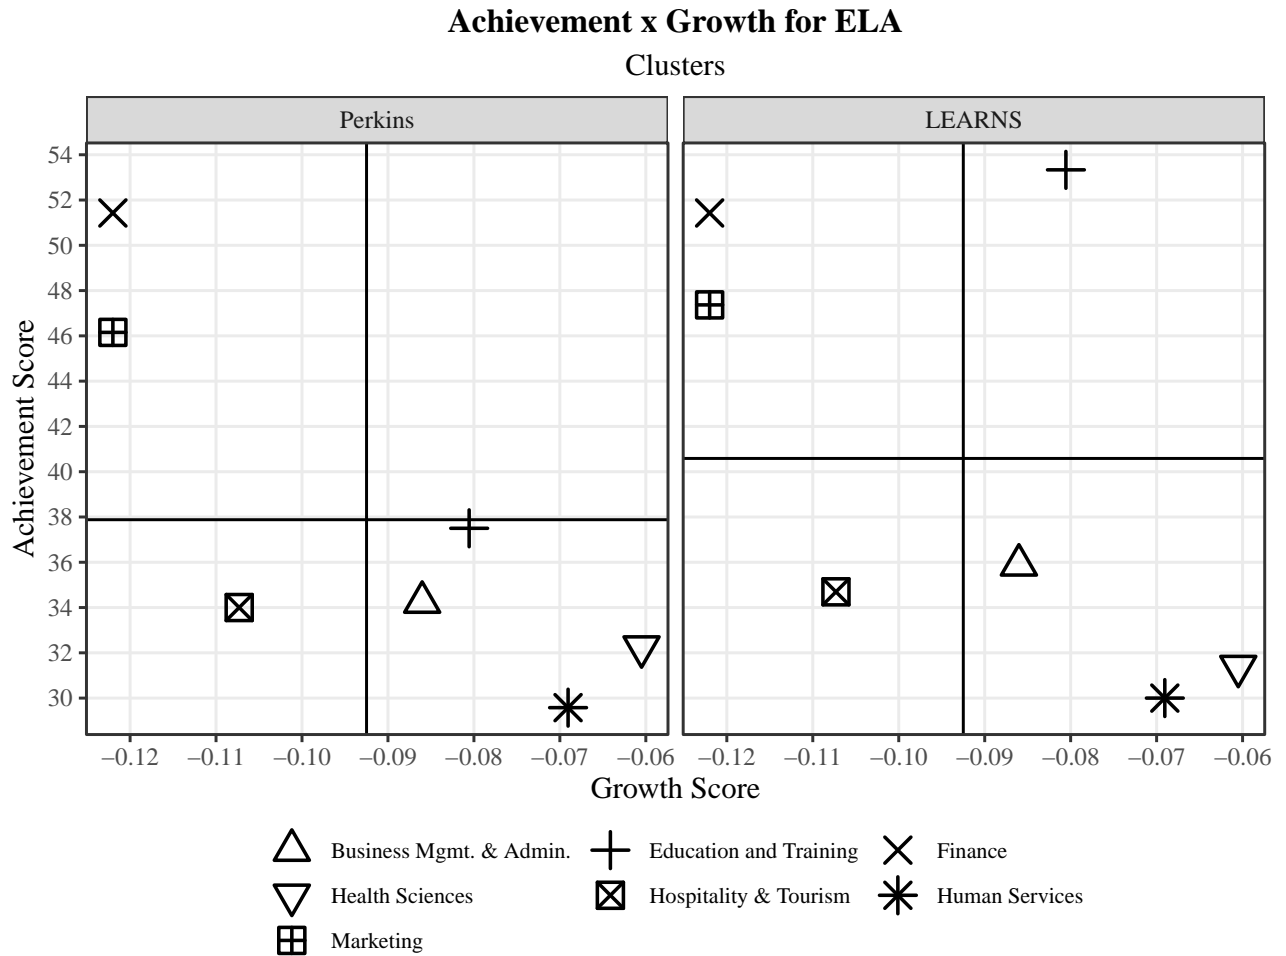 Achievement x Growth for ELA
Clusters
Perkins
LEARNS
Achievement Score
54
52
50
48
46
44
42
40
38
36
34
32
30
−0.12 −0.11 −0.10 −0.09 −0.08 −0.07 −0.06
−0.12 −0.11 −0.10 −0.09 −0.08 −0.07 −0.06
Growth Score
Business Mgmt. & Admin. Education and Training Finance
Health Sciences Hospitality & Tourism Human Services
Marketing